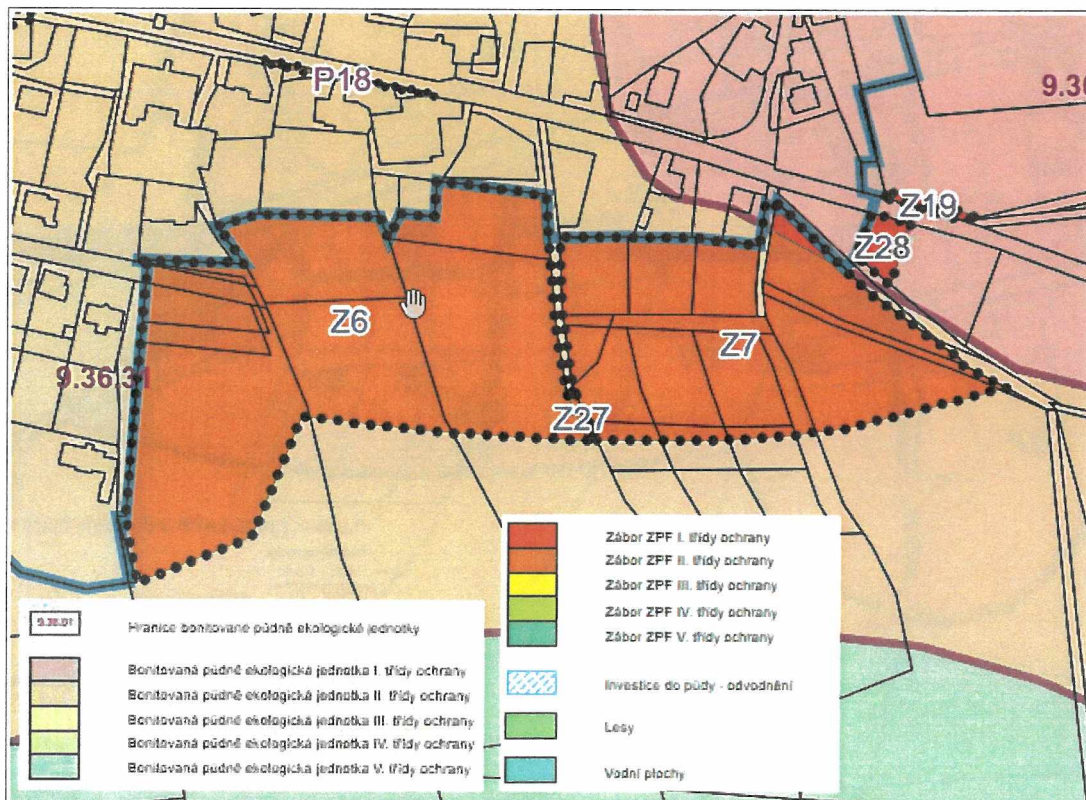 P18
9.36
Z19
Z28
Z6
Z7
9.36.31
Z27
9.36.01
Hranice bonitované půdně ekologické jednotky
Bonitovaná půdně ekologická jednotka I. třídy ochrany
Bonitovaná půdně ekologická jednotka II. třídy ochrany
Bonitovaná půdně ekologická jednotka III. třídy ochrany
Bonitovaná půdně ekologická jednotka IV. třídy ochrany
Bonitovaná půdně ekologická jednotka V. třídy ochrany
Zábor ZPF I. třídy ochrany
Zábor ZPF II. třídy ochrany
Zábor ZPF III. třídy ochrany
Zábor ZPF IV. třídy ochrany
Zábor ZPF V. třídy ochrany
Investice do půdy - odvodnění
Lesy
Vodní plochy